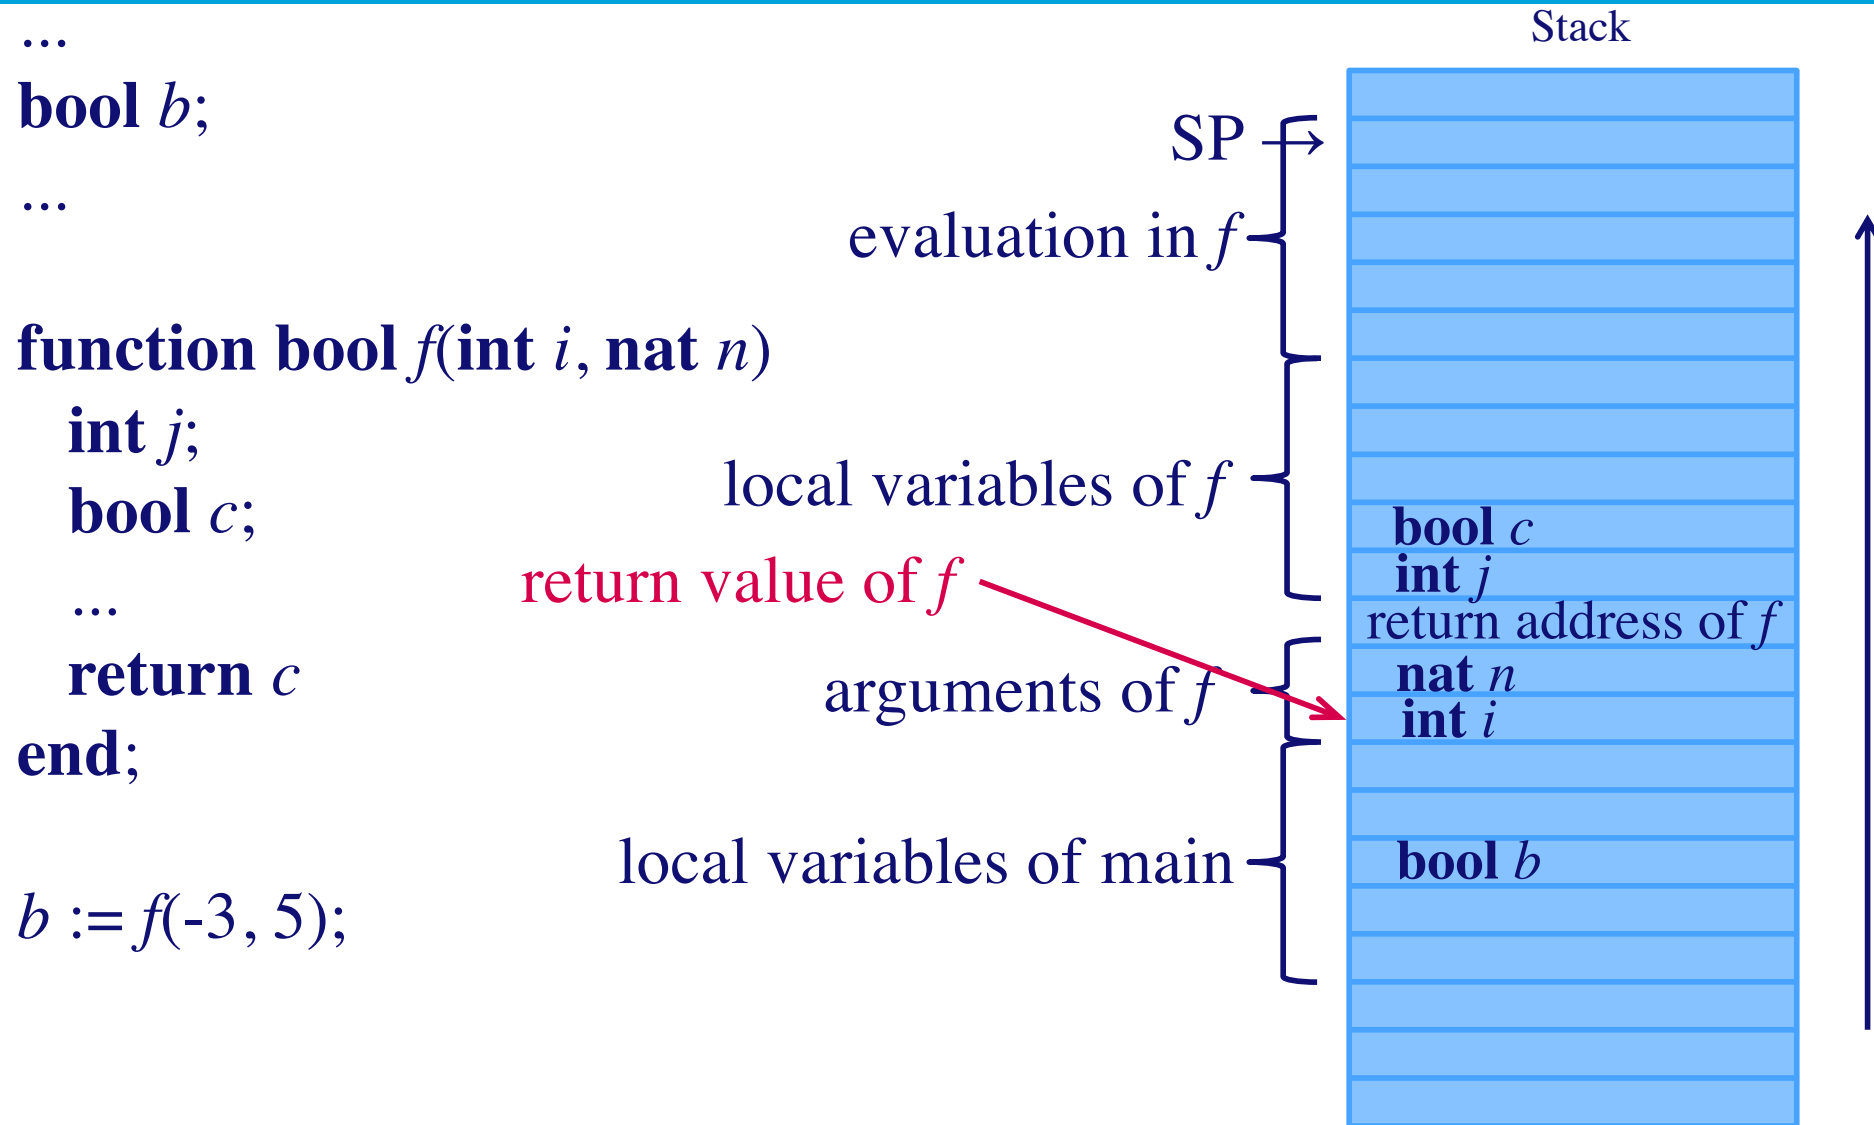 ...
bool b;
...
function bool f(int i, nat n)
int j;
bool c;
...
return c
end;
b := f(-3, 5);
Stack
SP →
evaluation in f
local variables of f
return value of f
arguments of f
local variables of main
bool c
int j
return address of f
nat n
int i
bool b